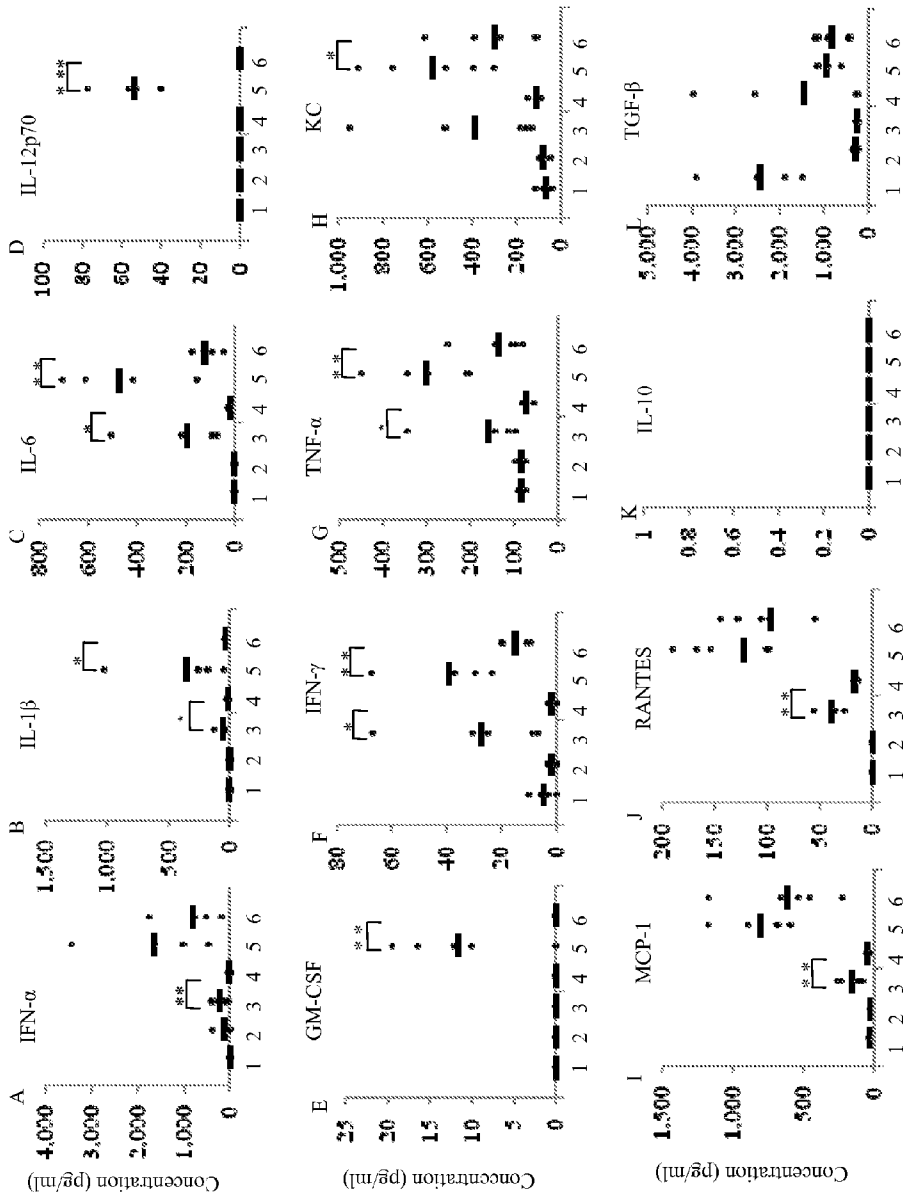 A
IFN-α
Concentration (pg/ml)
4,000
3,000
2,000
1,000
0
**
1 2 3 4 5 6
B
IL-1β
1,500
1,000
500
0
*
*
1 2 3 4 5 6
C
IL-6
800
600
400
200
0
*
**
1 2 3 4 5 6
D
IL-12p70
100
80
60
40
20
0
***
1 2 3 4 5 6
E
GM-CSF
Concentration (pg/ml)
25
20
15
10
5
0
**
1 2 3 4 5 6
F
IFN-γ
80
60
40
20
0
*
**
1 2 3 4 5 6
G
TNF-α
500
400
300
200
100
0
*
**
1 2 3 4 5 6
H
KC
1,000
800
600
400
200
0
*
1 2 3 4 5 6
I
MCP-1
Concentration (pg/ml)
1,500
1,000
500
0
**
1 2 3 4 5 6
J
RANTES
200
150
100
50
0
**
1 2 3 4 5 6
K
IL-10
1
0.8
0.6
0.4
0.2
0
1 2 3 4 5 6
L
TGF-β
5,000
4,000
3,000
2,000
1,000
0
1 2 3 4 5 6